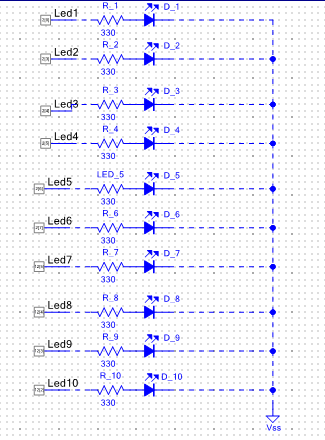 Led1 R_1 D_1
330
Led2 R_2 D_2
330
Led3 R_3 D_3
330
Led4 R_4 D_4
330
Led5 LED_5 D_5
330
Led6 R_6 D_6
330
Led7 R_7 D_7
330
Led8 R_8 D_8
330
Led9 R_9 D_9
330
Led10 R_10 D_10
330
Vss